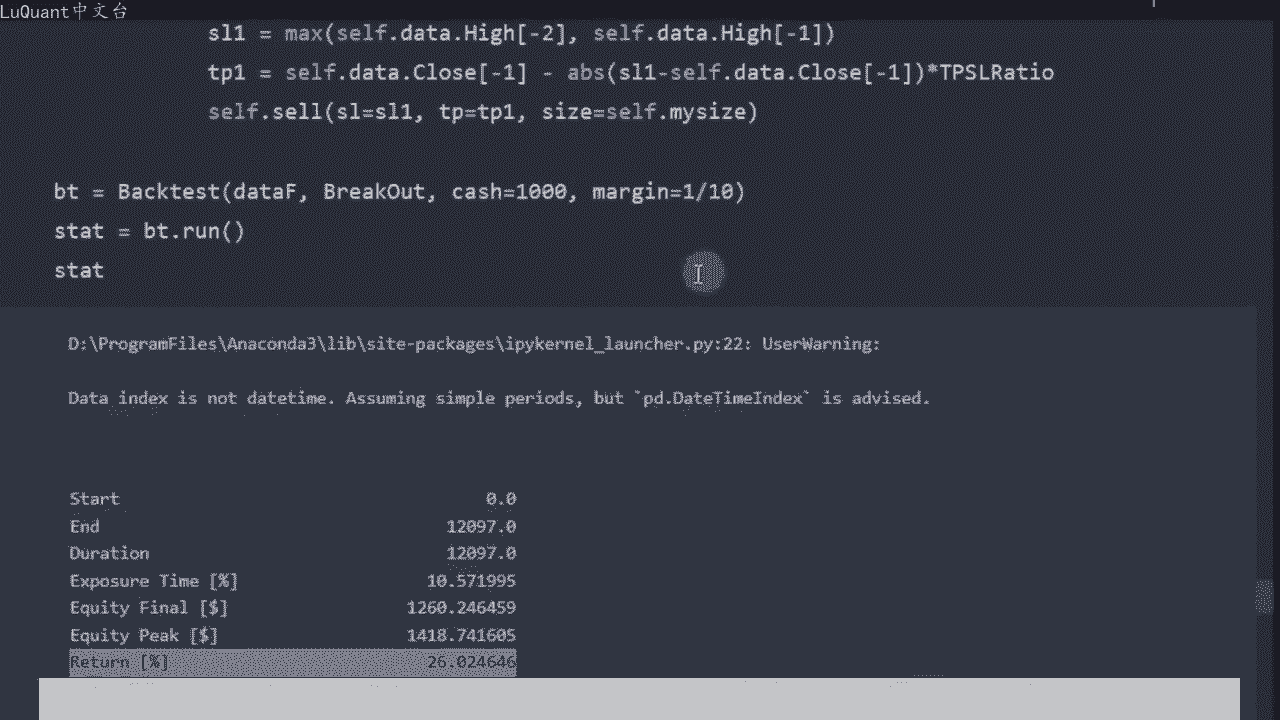 LuQuant中文台
sl1 = max(self.data.High[-2], self.data.High[-1])
tp1 = self.data.Close[-1] - abs(sl1-self.data.Close[-1])*TPSLRatio
self.sell(sl=sl1, tp=tp1, size=self.mysize)
bt = Backtest(dataF, BreakOut, cash=1000, margin=1/10)
stat = bt.run()
stat
D:\ProgramFiles\Anaconda3\lib\site-packages\ipykernel_launcher.py:22: UserWarning:
Data index is not datetime. Assuming simple periods, but `pd.DateTimeIndex` is advised.
Start 0.0
End 12097.0
Duration 12097.0
Exposure Time [%] 10.571995
Equity Final [$] 1260.246459
Equity Peak [$] 1418.741605
Return [%] 26.024646